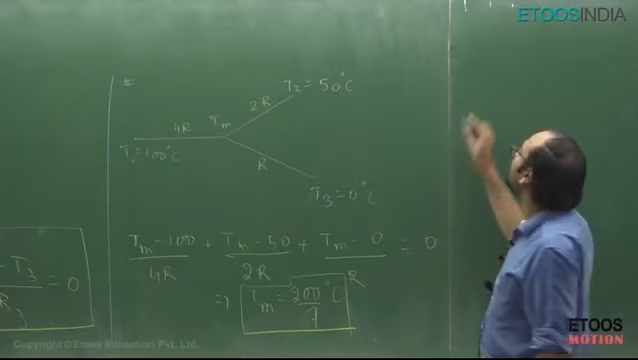 ETOOSINDIA
T₂ = 50°C
2R
Tm
4R
T₁=100°C
R
T₃ = 0°C
Tm - 100 / 4R + Tm - 50 / 2R + Tm - 0 / R = 0
⇒ Tm = 200/7 °C
- T₃ / R₃ = 0
Copyright © Etoos Education Pvt. Ltd.
ETOOS
MOTION